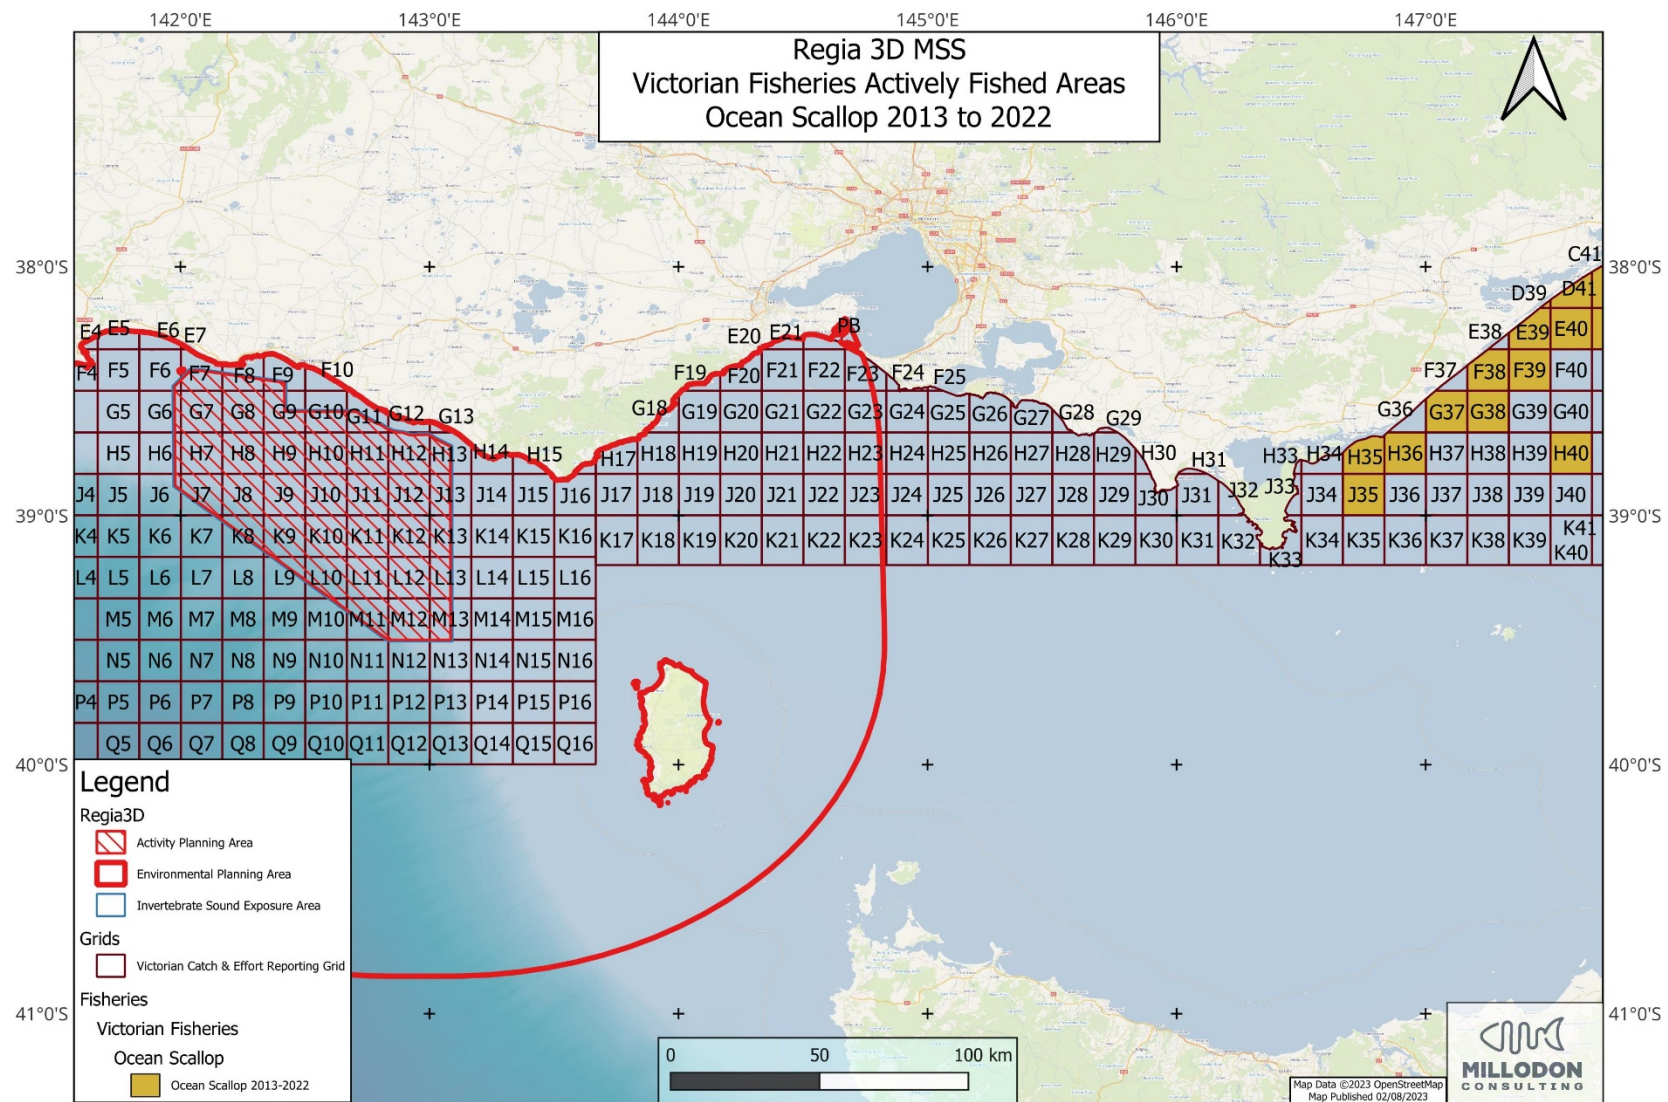 142°0'E 143°0'E 144°0'E 145°0'E 146°0'E 147°0'E
Regia 3D MSS
Victorian Fisheries Actively Fished Areas
Ocean Scallop 2013 to 2022
38°0'S 38°0'S
C41
D39 D41
E4 E5 E6 E7 E20 E21 PB E38 E39 E40
F4 F5 F6 F7 F8 F9 F10 F19 F20 F21 F22 F23 F24 F25 F37 F38 F39 F40
G5 G6 G7 G8 G9 G10 G11 G12 G13 G18 G19 G20 G21 G22 G23 G24 G25 G26 G27 G28 G29 G36 G37 G38 G39 G40
H5 H6 H7 H8 H9 H10 H11 H12 H13 H14 H15 H17 H18 H19 H20 H21 H22 H23 H24 H25 H26 H27 H28 H29 H30 H31 H33 H34 H35 H36 H37 H38 H39 H40
J4 J5 J6 J7 J8 J9 J10 J11 J12 J13 J14 J15 J16 J17 J18 J19 J20 J21 J22 J23 J24 J25 J26 J27 J28 J29 J30 J31 J32 J33 J34 J35 J36 J37 J38 J39 J40
39°0'S 39°0'S
K4 K5 K6 K7 K8 K9 K10 K11 K12 K13 K14 K15 K16 K17 K18 K19 K20 K21 K22 K23 K24 K25 K26 K27 K28 K29 K30 K31 K32 K33 K34 K35 K36 K37 K38 K39 K40 K41
L4 L5 L6 L7 L8 L9 L10 L11 L12 L13 L14 L15 L16
M5 M6 M7 M8 M9 M10 M11 M12 M13 M14 M15 M16
N5 N6 N7 N8 N9 N10 N11 N12 N13 N14 N15 N16
P4 P5 P6 P7 P8 P9 P10 P11 P12 P13 P14 P15 P16
Q5 Q6 Q7 Q8 Q9 Q10 Q11 Q12 Q13 Q14 Q15 Q16
40°0'S 40°0'S
Legend
Regia3D
Activity Planning Area
Environmental Planning Area
Invertebrate Sound Exposure Area
Grids
Victorian Catch & Effort Reporting Grid
Fisheries
Victorian Fisheries
Ocean Scallop
Ocean Scallop 2013-2022
41°0'S 41°0'S
0 50 100 km
Map Data ©2023 OpenStreetMap
Map Published 02/08/2023
MILLODON
CONSULTING